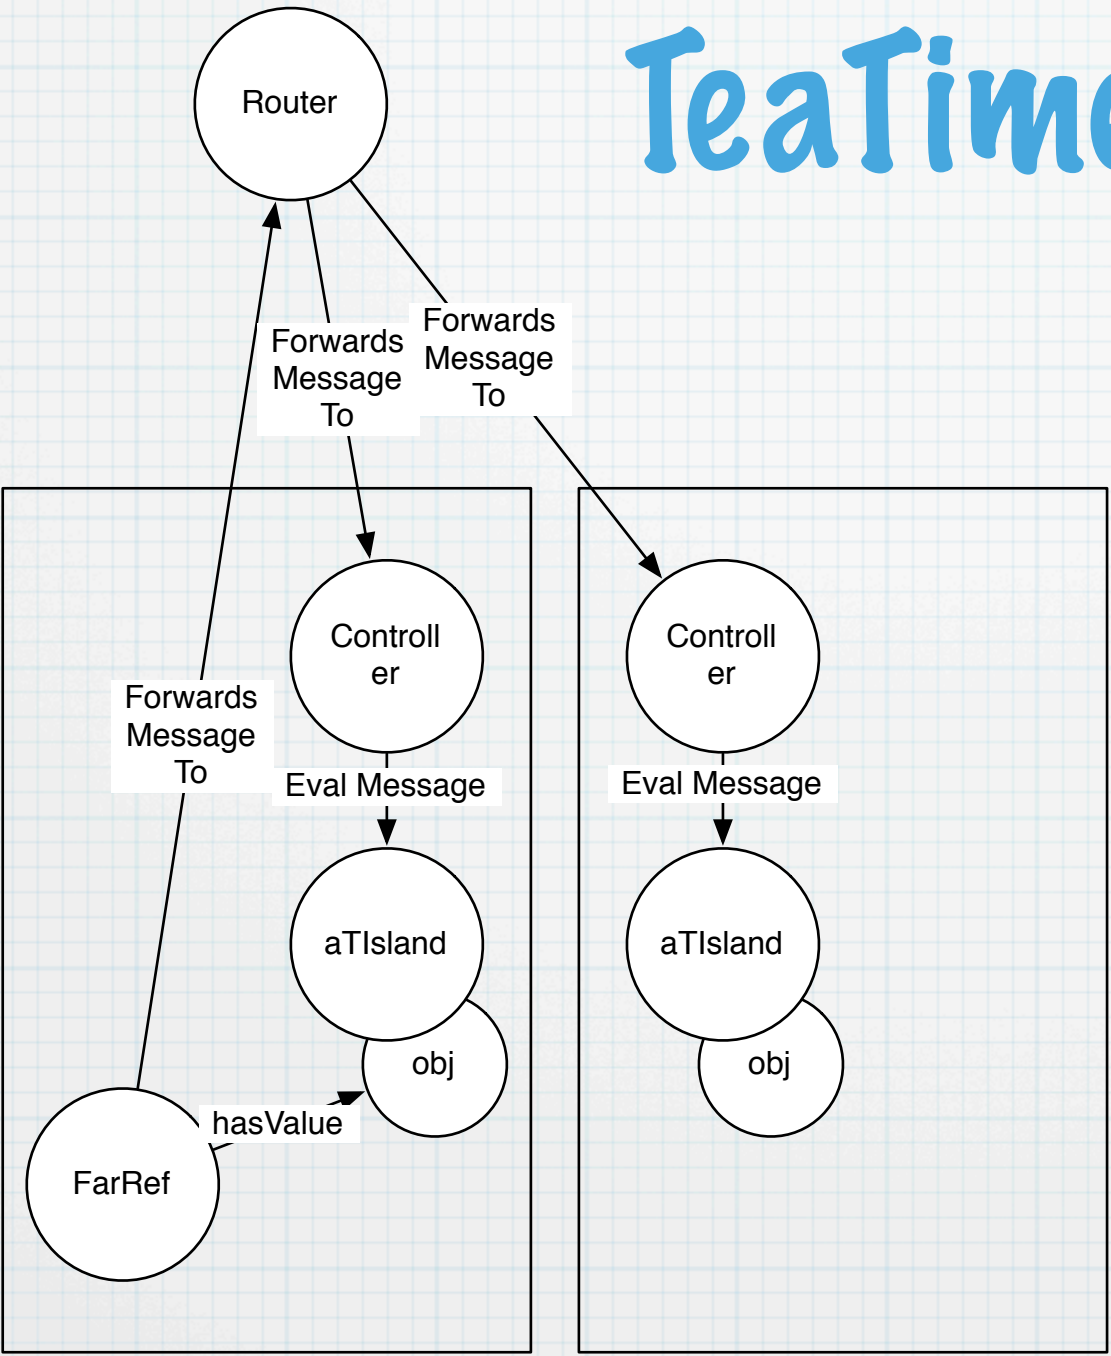 TeaTime
Router
Forwards
Message
To
Forwards
Message
To
Controll
er
Controll
er
Forwards
Message
To
Eval Message
Eval Message
aTIsland
aTIsland
obj
obj
hasValue
FarRef